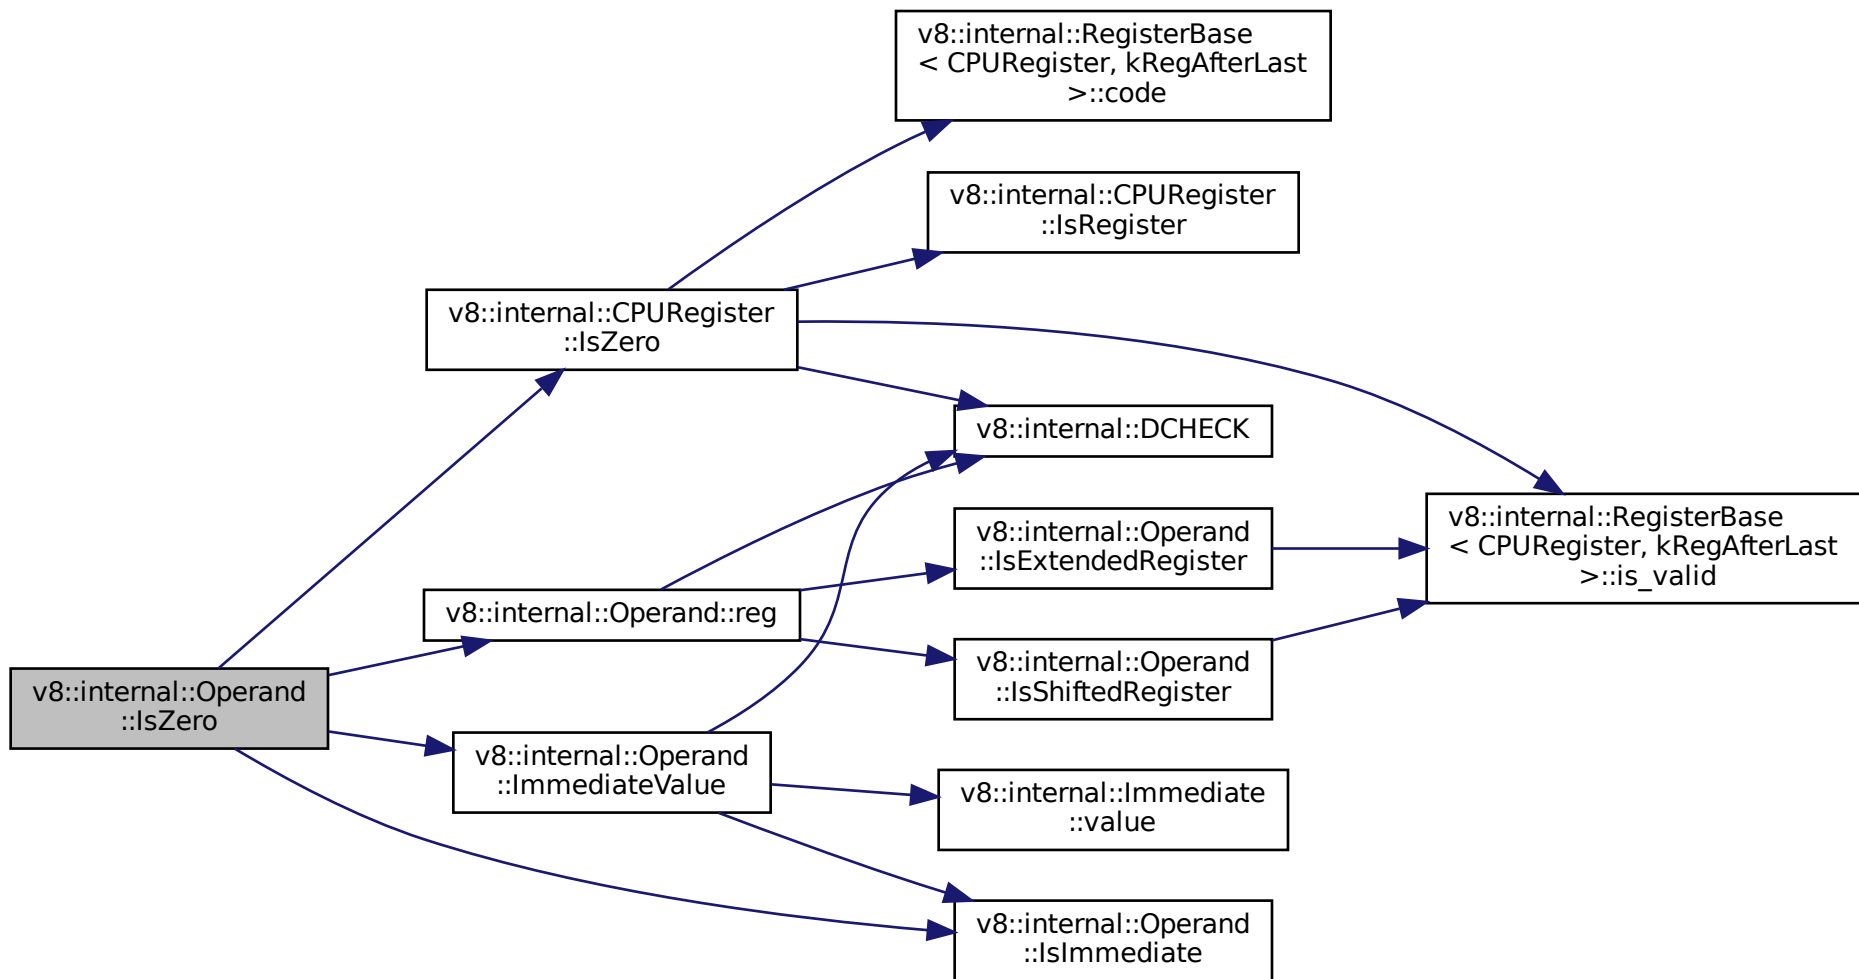 v8::internal::RegisterBase
< CPURegister, kRegAfterLast
>::code
v8::internal::CPURegister
::IsRegister
v8::internal::CPURegister
::IsZero
v8::internal::DCHECK
v8::internal::RegisterBase
< CPURegister, kRegAfterLast
>::is_valid
v8::internal::Operand
::IsExtendedRegister
v8::internal::Operand::reg
v8::internal::Operand
::IsShiftedRegister
v8::internal::Operand
::IsZero
v8::internal::Operand
::ImmediateValue
v8::internal::Immediate
::value
v8::internal::Operand
::IsImmediate